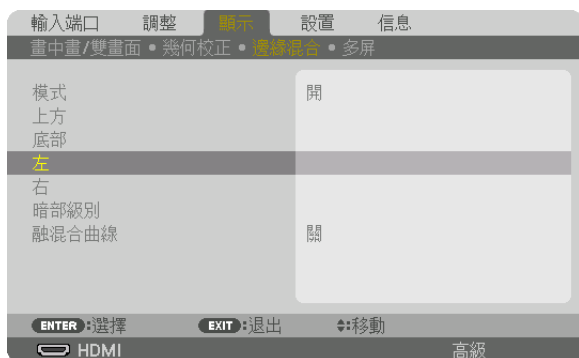 輸入端口 調整 顯示 設置 信息
畫中畫/雙畫面 • 幾何校正 • 邊緣混合 • 多屏
模式 開
上方
底部
左
右
暗部級別
融混合曲線 關
ENTER :選擇 EXIT :退出 :移動
HDMI 高級